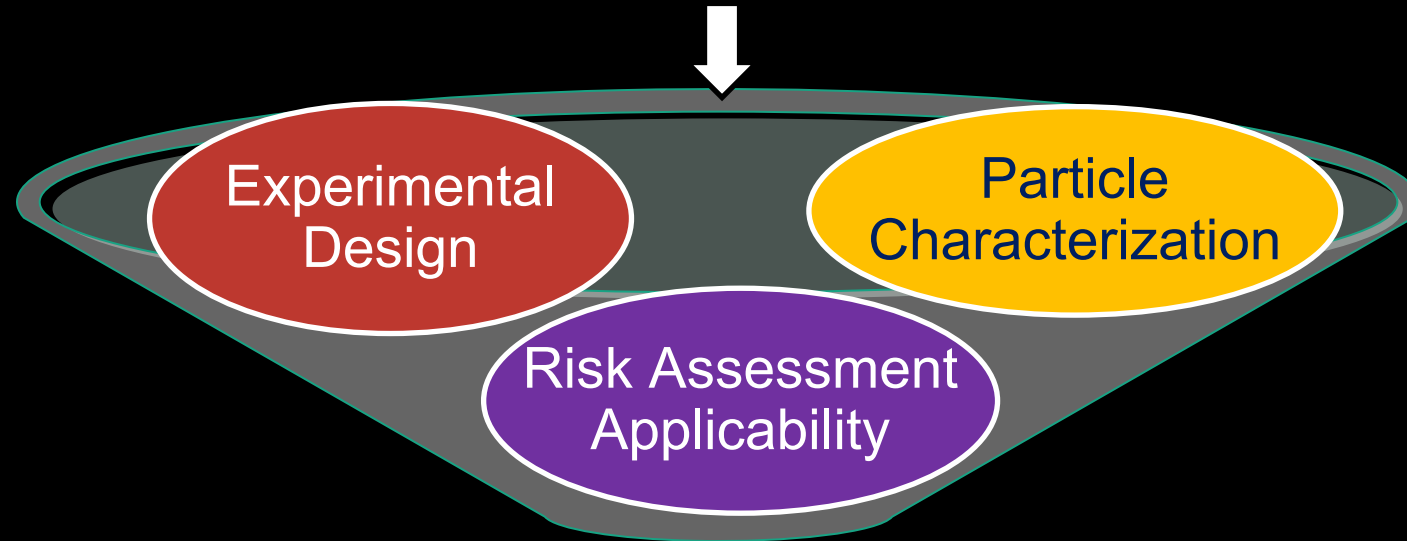 Experimental
Design
Particle
Characterization
Risk Assessment
Applicability